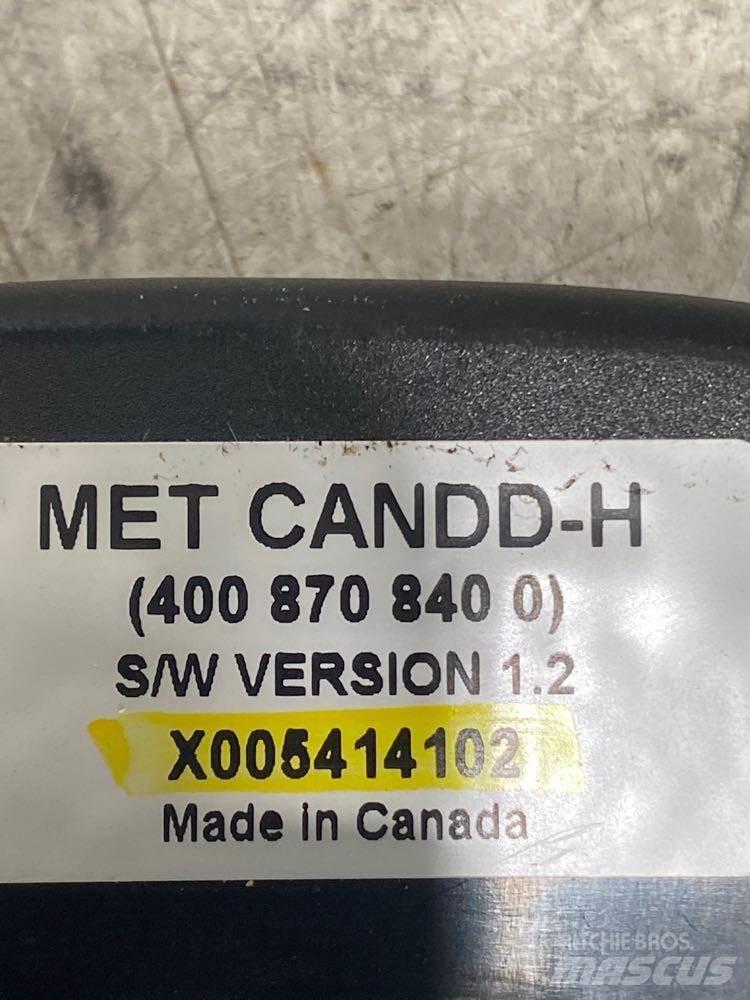 MET CANDD-H
(400 870 840 0)
S/W VERSION 1.2
X005414102
Made in Canada
RITCHIE BROS.
MASCUS